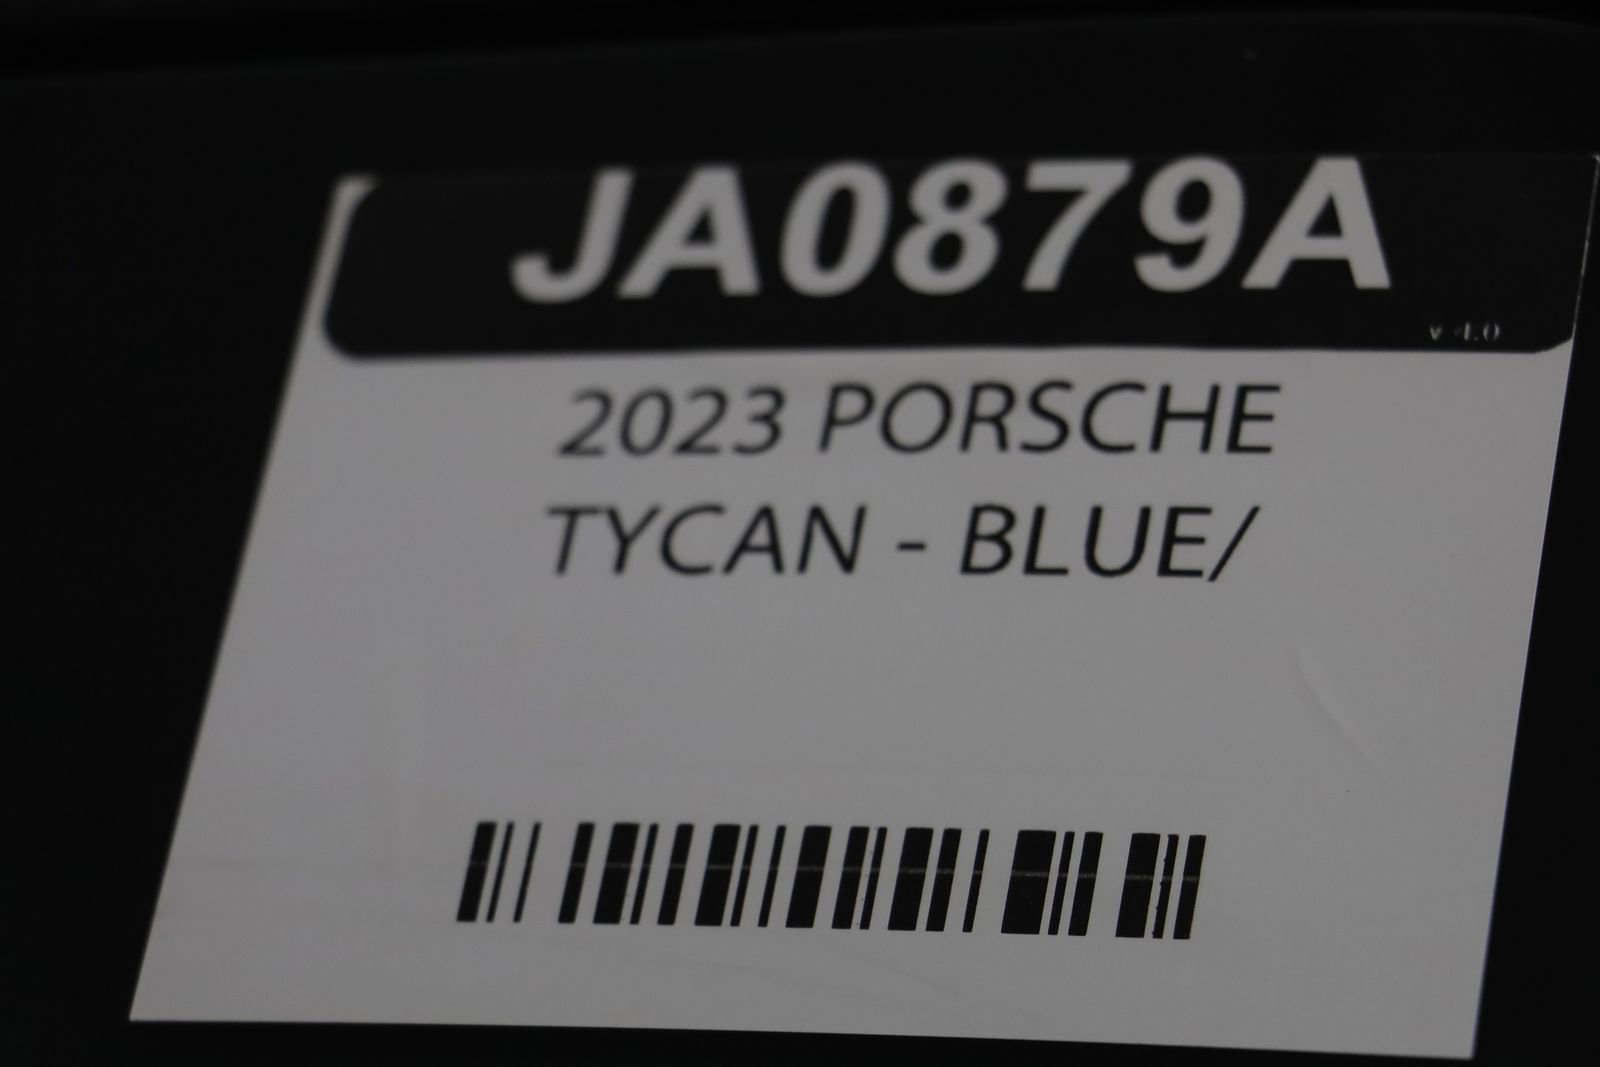 JA0879A
v 4.0
2023 PORSCHE
TYCAN - BLUE/